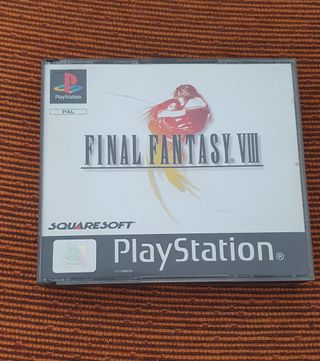 PlayStation
PAL
FINAL FANTASY VIII
SQUARESOFT
PlayStation®